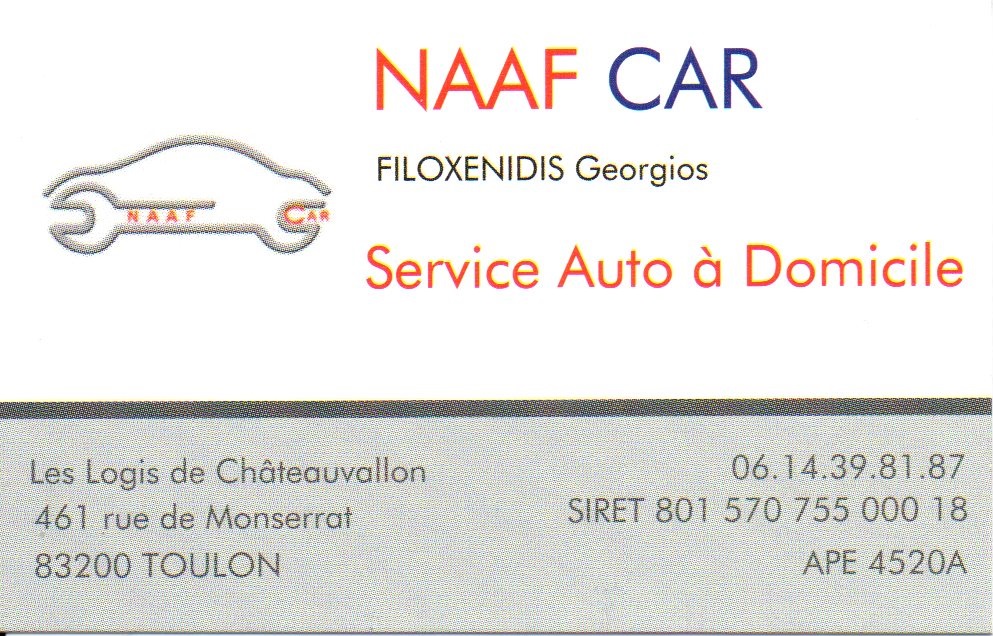 NAAF CAR
FILOXENIDIS Georgios
NAAF CAR
Service Auto à Domicile
Les Logis de Châteauvallon
461 rue de Monserrat
83200 TOULON
06.14.39.81.87
SIRET 801 570 755 000 18
APE 4520A